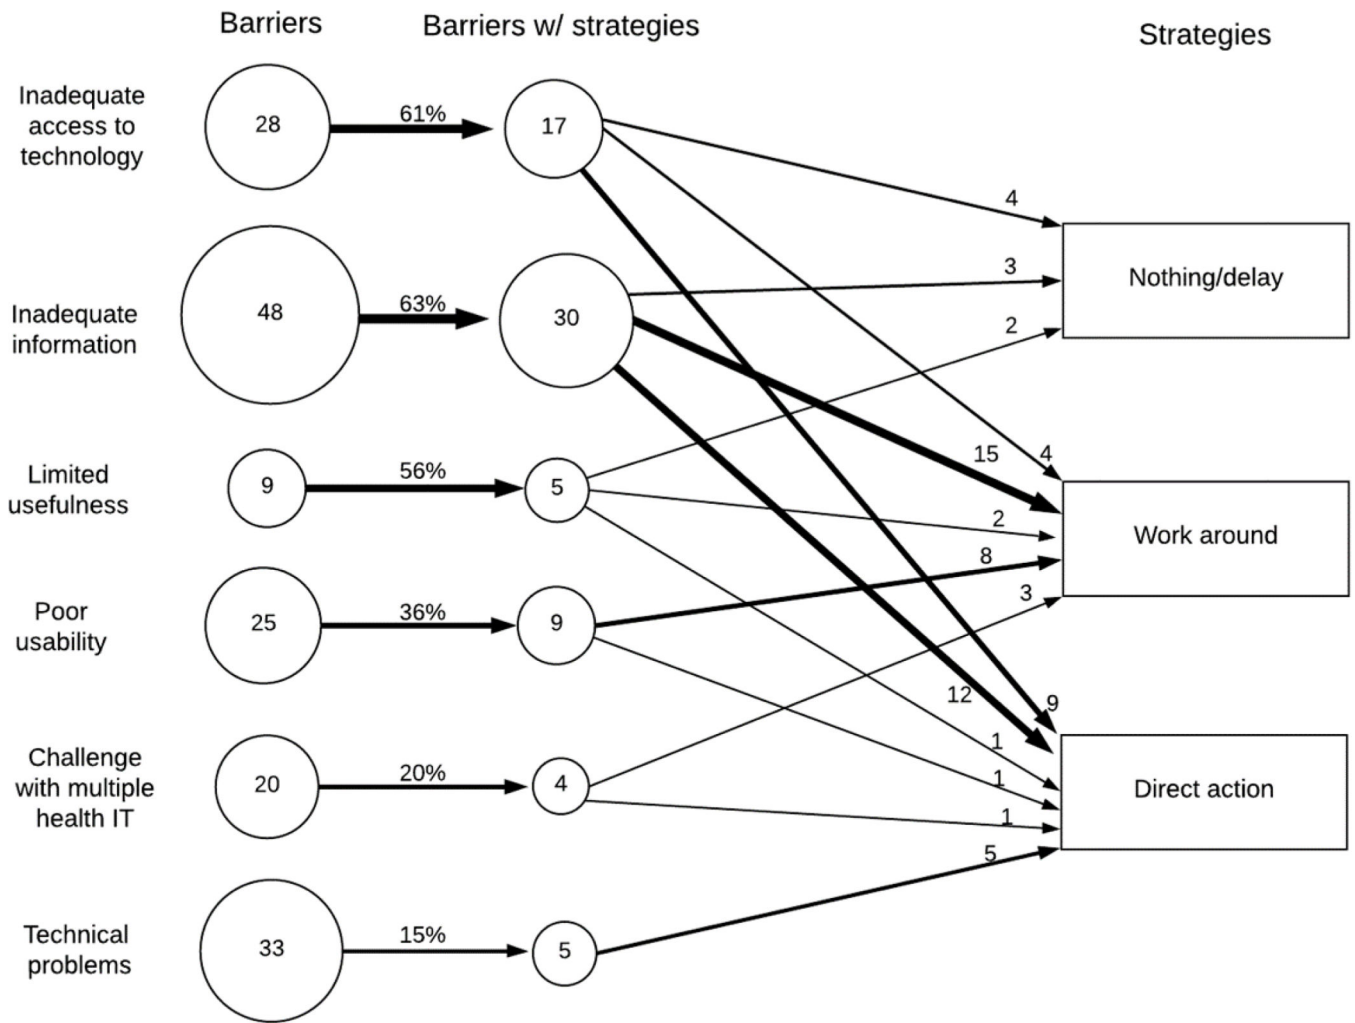 Barriers
Barriers w/ strategies
Strategies
Inadequate
access to
technology
28
61%
17
4
Nothing/delay
3
2
Inadequate
information
48
63%
30
15
4
Work around
2
8
3
Limited
usefulness
9
56%
5
Poor
usability
25
36%
9
12
9
1
1
1
5
Direct action
Challenge
with multiple
health IT
20
20%
4
Technical
problems
33
15%
5